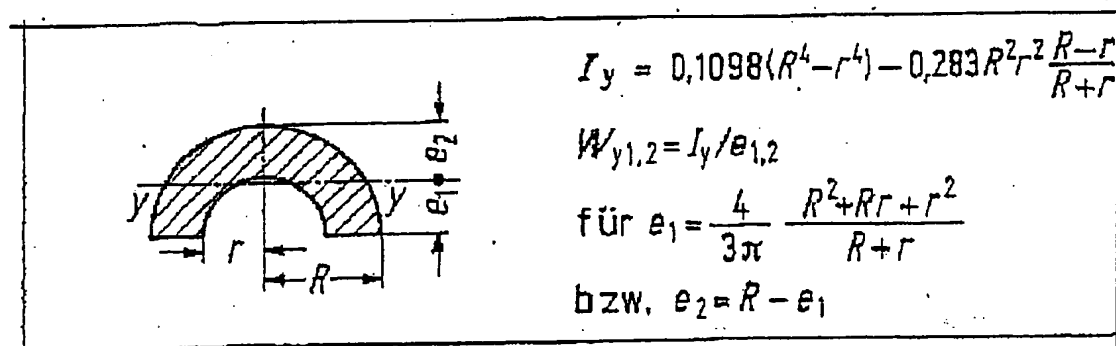 I_y = 0,1098(R⁴−r⁴)−0,283R²r² (R−r)/(R+r)
W_y1,2 = I_y/e_1,2
für e₁ = 4/(3π) (R²+Rr+r²)/(R+r)
bzw. e₂ = R − e₁
e₂
y y e₁
r
R